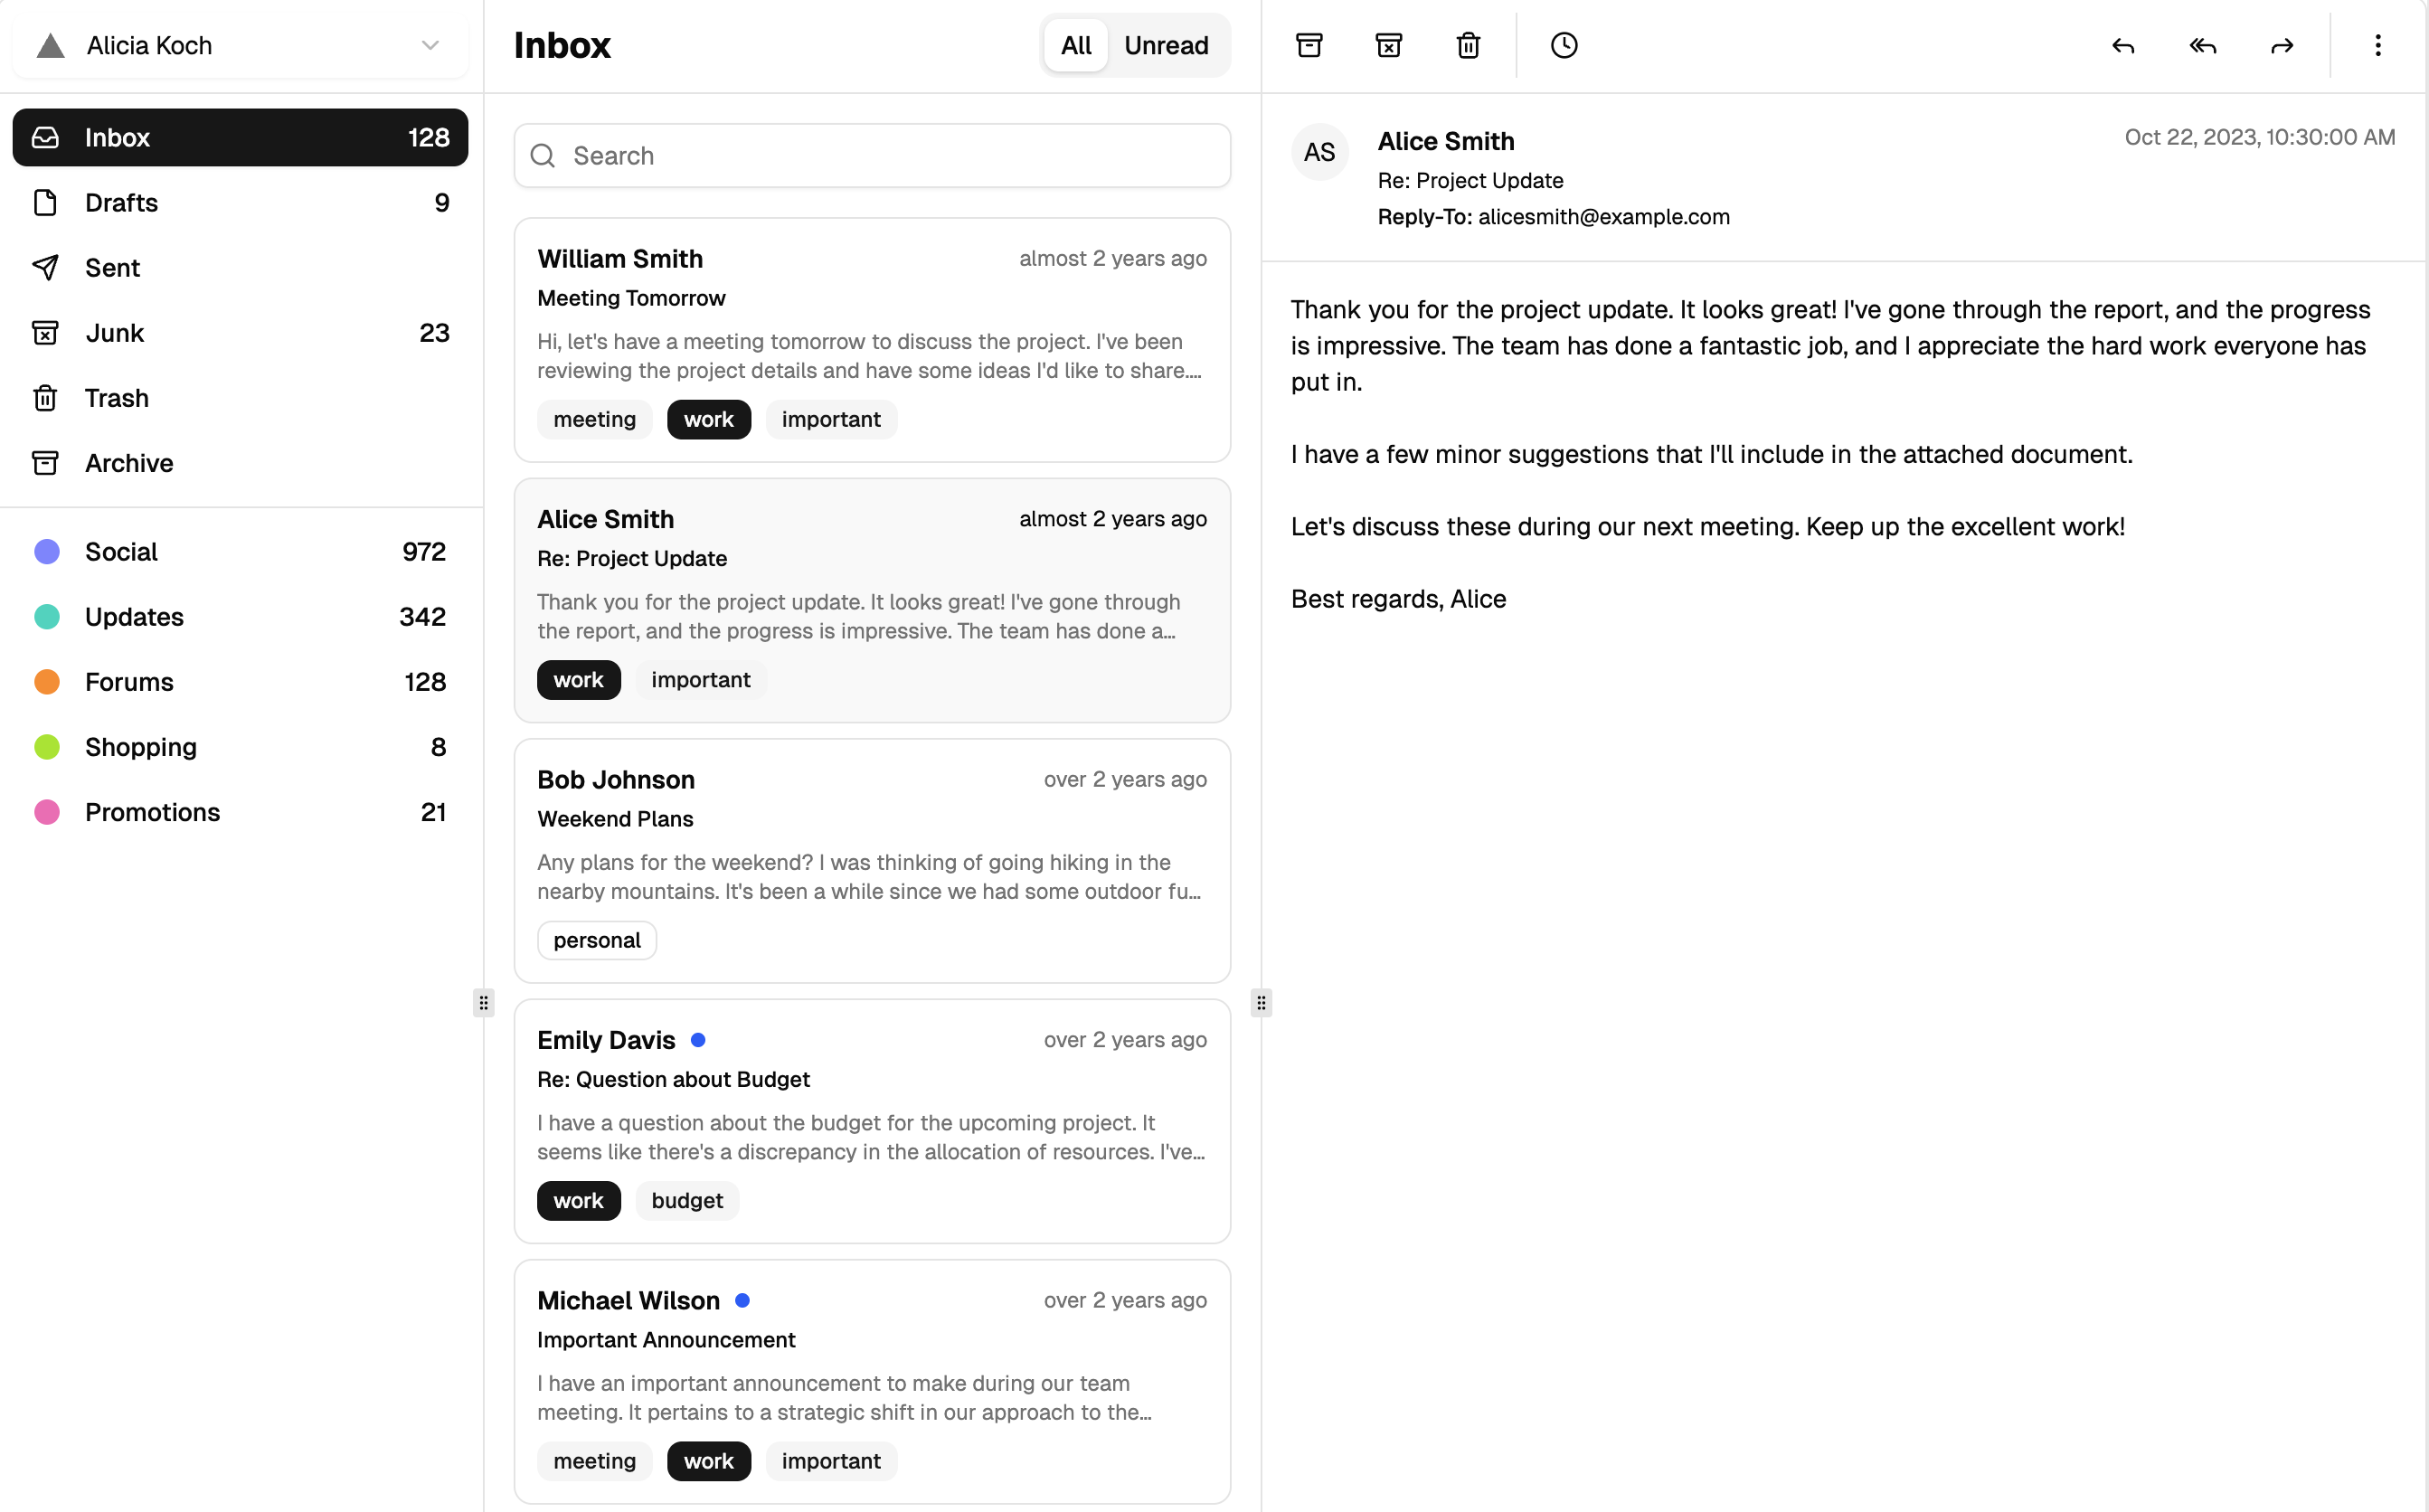 Alicia Koch
Inbox 128
Drafts 9
Sent
Junk 23
Trash
Archive
Social 972
Updates 342
Forums 128
Shopping 8
Promotions 21
Inbox
All Unread
Search
William Smith almost 2 years ago
Meeting Tomorrow
Hi, let's have a meeting tomorrow to discuss the project. I've been
reviewing the project details and have some ideas I'd like to share....
meeting work important
Alice Smith almost 2 years ago
Re: Project Update
Thank you for the project update. It looks great! I've gone through
the report, and the progress is impressive. The team has done a...
work important
Bob Johnson over 2 years ago
Weekend Plans
Any plans for the weekend? I was thinking of going hiking in the
nearby mountains. It's been a while since we had some outdoor fu...
personal
Emily Davis over 2 years ago
Re: Question about Budget
I have a question about the budget for the upcoming project. It
seems like there's a discrepancy in the allocation of resources. I've...
work budget
Michael Wilson over 2 years ago
Important Announcement
I have an important announcement to make during our team
meeting. It pertains to a strategic shift in our approach to the...
meeting work important
AS
Alice Smith Oct 22, 2023, 10:30:00 AM
Re: Project Update
Reply-To: alicesmith@example.com
Thank you for the project update. It looks great! I've gone through the report, and the progress
is impressive. The team has done a fantastic job, and I appreciate the hard work everyone has
put in.
I have a few minor suggestions that I'll include in the attached document.
Let's discuss these during our next meeting. Keep up the excellent work!
Best regards, Alice